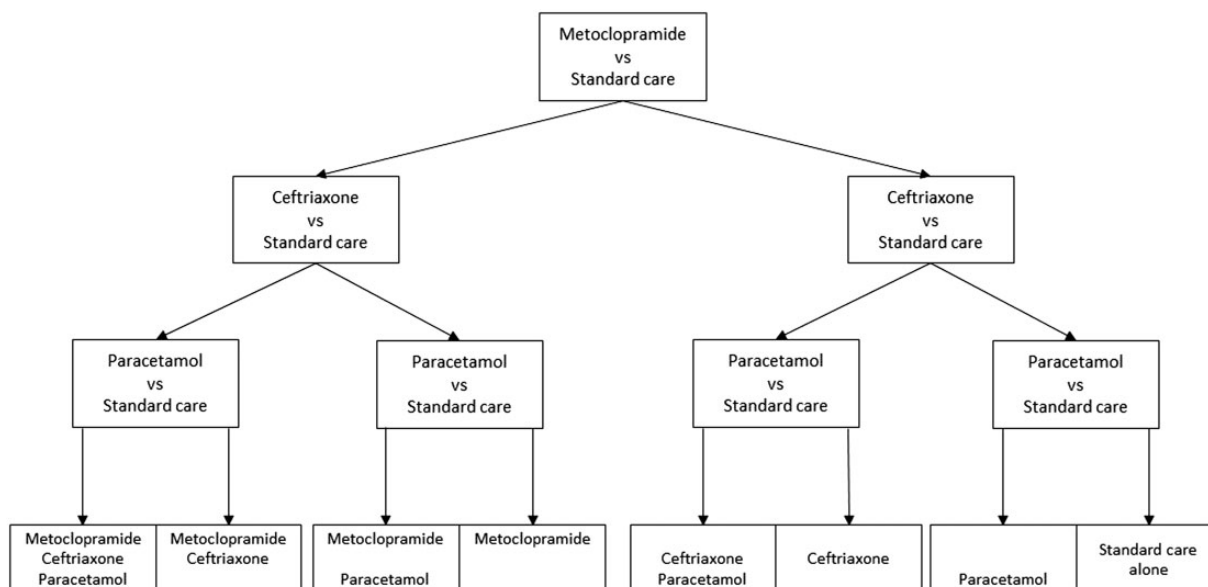 Metoclopramide
vs
Standard care
Ceftriaxone
vs
Standard care
Ceftriaxone
vs
Standard care
Paracetamol
vs
Standard care
Paracetamol
vs
Standard care
Paracetamol
vs
Standard care
Paracetamol
vs
Standard care
Metoclopramide
Ceftriaxone
Paracetamol
Metoclopramide
Ceftriaxone
Metoclopramide
Paracetamol
Metoclopramide
Ceftriaxone
Paracetamol
Ceftriaxone
Paracetamol
Standard care
alone